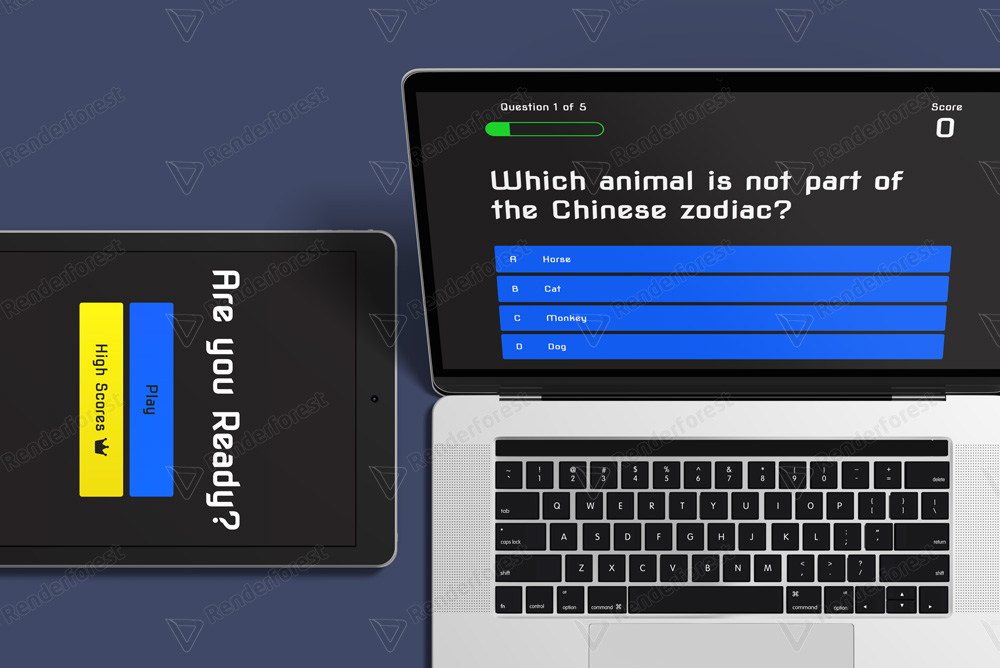 Question 1 of 5
Score
0
Which animal is not part of
the Chinese zodiac?
A Horse
B Cat
C Monkey
D Dog
Are you Ready?
Play
High Scores
~ ! @ # $ % ^ & * ( ) _ + delete
` 1 2 3 4 5 6 7 8 9 0 - =
tab Q W E R T Y U I O P { } |
[ ] \
caps lock A S D F G H J K L : " return
; '
shift Z X C V B N M < > ? shift
, . /
fn control alt option command ⌘ ⌘ command alt option
Renderforest